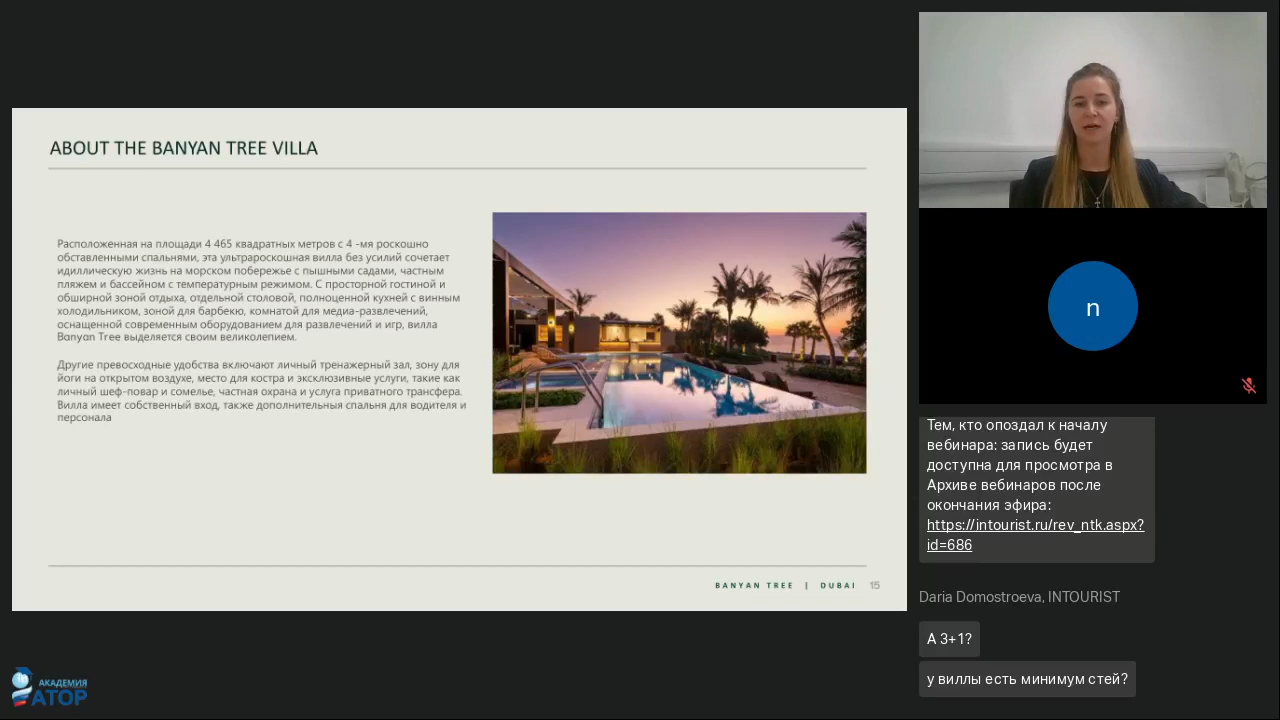 ABOUT THE BANYAN TREE VILLA
Расположенная на площади 4 465 квадратных метров с 4 -мя роскошно
обставленными спальнями, эта ультрароскошная вилла без усилий сочетает
идиллическую жизнь на морском побережье с пышными садами, частным
пляжем и бассейном с температурным режимом. С просторной гостиной и
обширной зоной отдыха, отдельной столовой, полноценной кухней с винным
холодильником, зоной для барбекю, комнатой для медиа-развлечений,
оснащенной современным оборудованием для развлечений и игр, вилла
Banyan Tree выделяется своим великолепием.
Другие превосходные удобства включают личный тренажерный зал, зону для
йоги на открытом воздухе, место для костра и эксклюзивные услуги, такие как
личный шеф-повар и сомелье, частная охрана и услуга приватного трансфера.
Вилла имеет собственный вход, также дополнительныя спальня для водителя и
персонала
BANYAN TREE | DUBAI 15
АКАДЕМИЯ
АТОР
n
Тем, кто опоздал к началу
вебинара: запись будет
доступна для просмотра в
Архиве вебинаров после
окончания эфира:
https://intourist.ru/rev_ntk.aspx?
id=686
Daria Domostroeva, INTOURIST
А 3+1?
у виллы есть минимум стей?